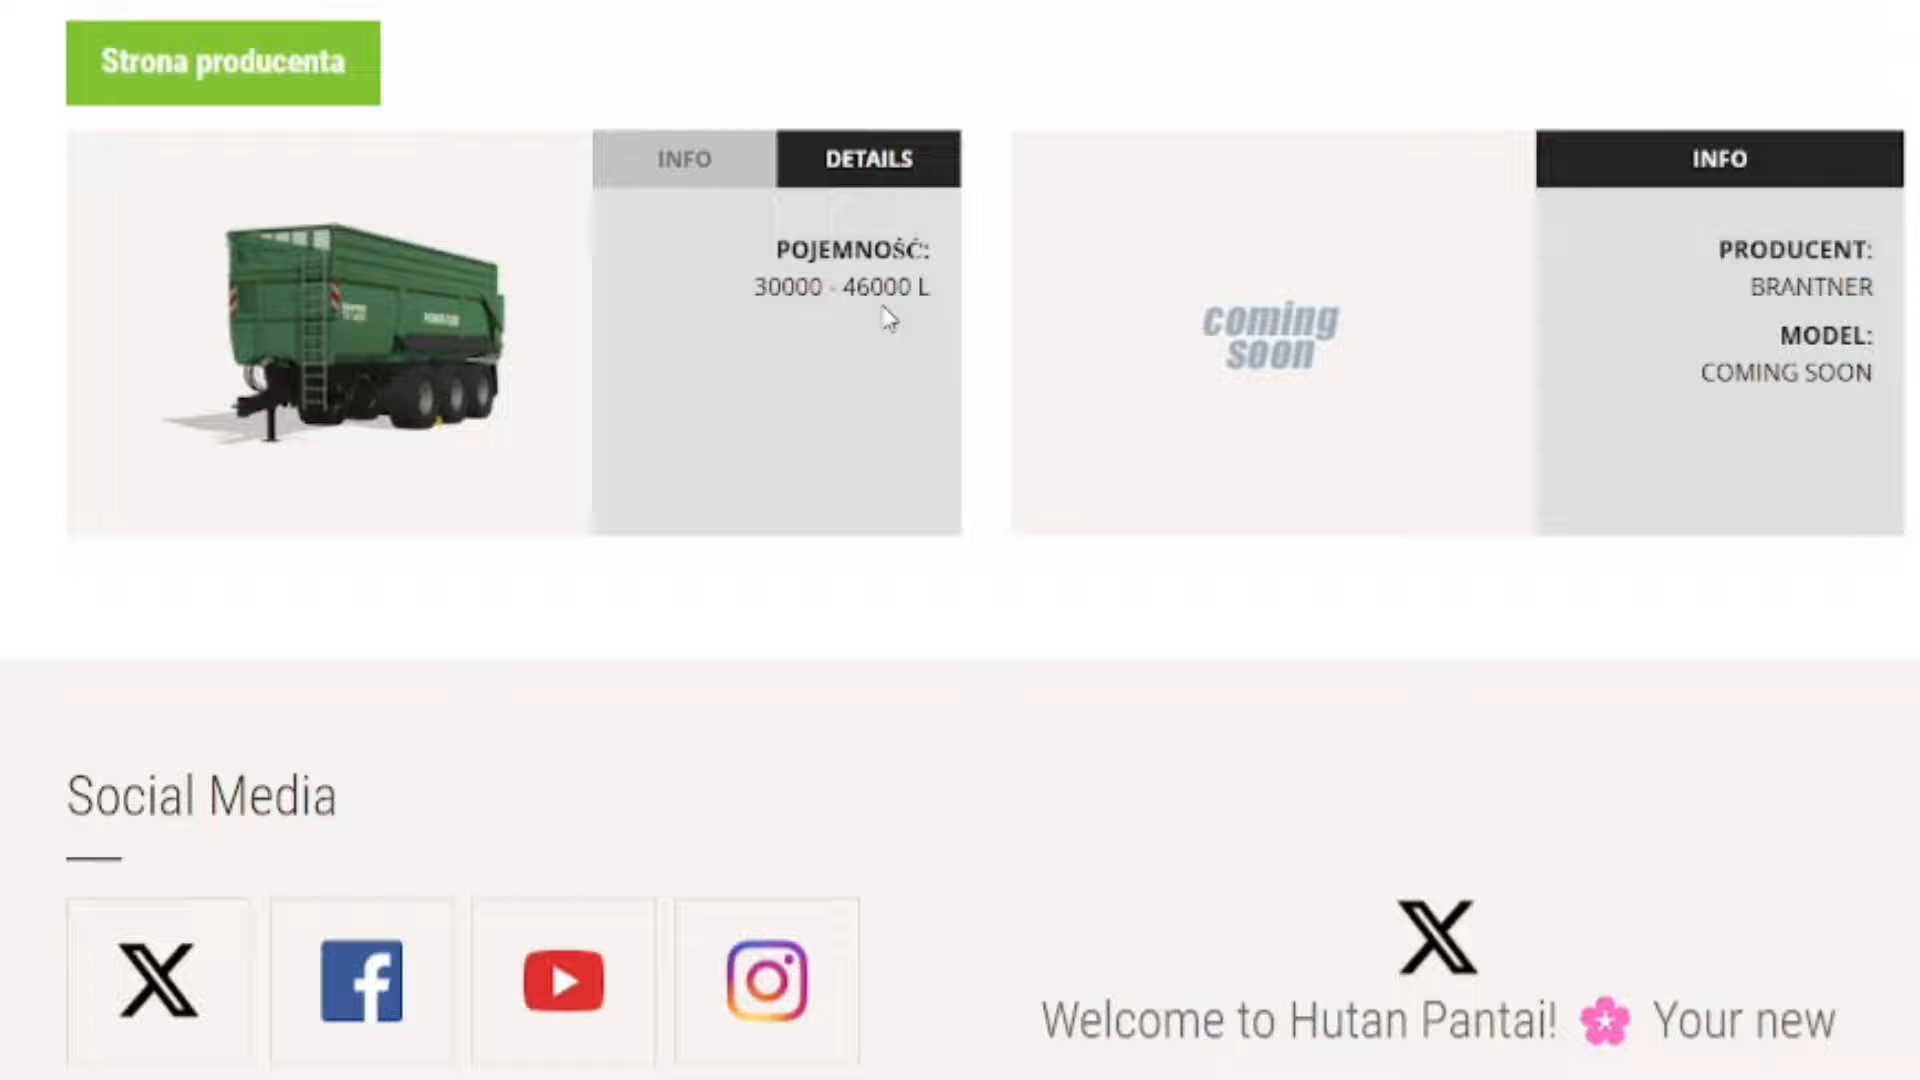 Strona producenta
INFO
DETAILS
POJEMNOŚĆ:
30000 - 46000 L
coming
soon
INFO
PRODUCENT:
BRANTNER
MODEL:
COMING SOON
Social Media
Welcome to Hutan Pantai! 🌸 Your new